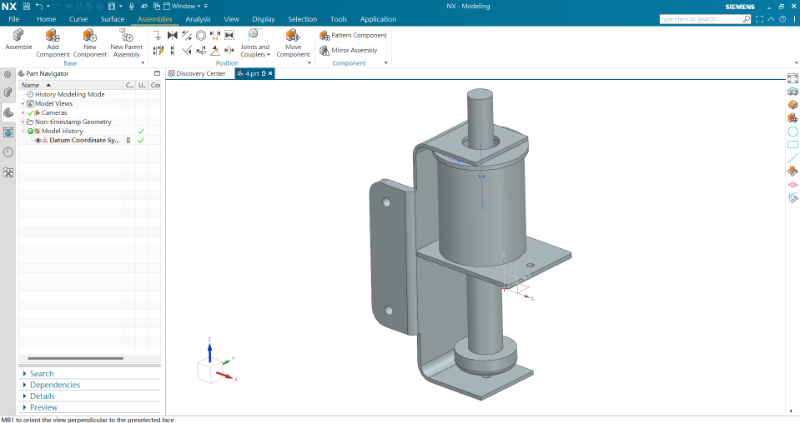 NX
Window
NX - Modeling
SIEMENS
File Home Curve Surface Assemblies Analysis View Display Selection Tools Application
Type Here to Search
Assemble
Add Component
New Component
New Parent Assembly
Joints and Couplers
Move Component
Pattern Component
Mirror Assembly
Base
Position
Component
Part Navigator
Discovery Center
4.prt
Name C.. U.. Cor
History Modeling Mode
Model Views
Cameras
Non-timestamp Geometry
Model History
Datum Coordinate Sy...
Search
Dependencies
Details
Preview
Z
X
Z
Y
X
MB1 to orient the view perpendicular to the preselected face